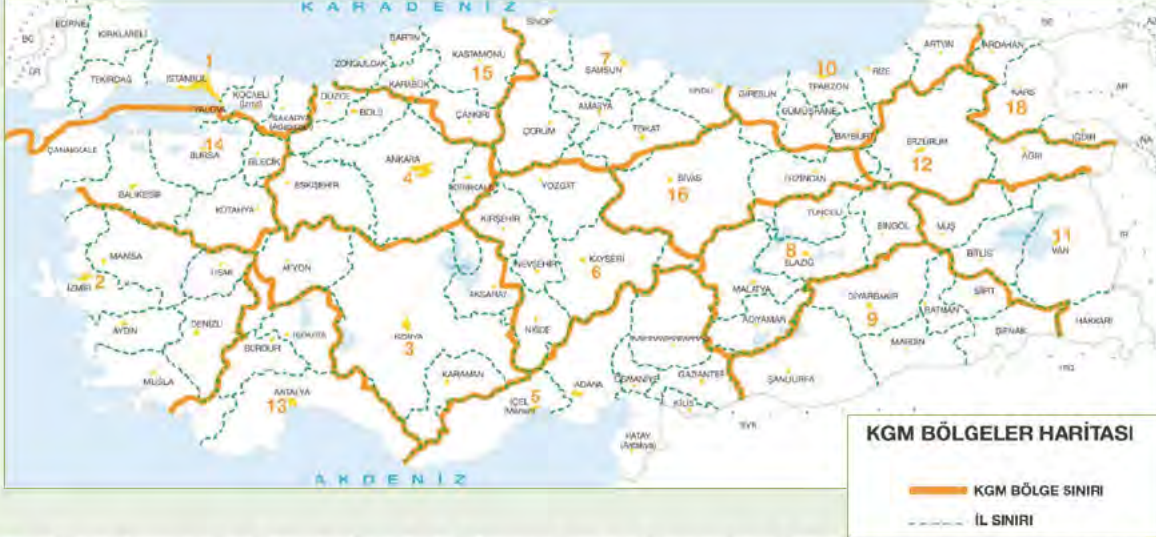 KARADENİZ
EDİRNE
KIRKLARELİ
TEKİRDAĞ
1
İSTANBUL
YALOVA
KOCAELİ
(İzmit)
SAKARYA
DÜZCE
BOLU
ZONGULDAK
BARTIN
KARABÜK
KASTAMONU
15
ÇANKIRI
SİNOP
7
SAMSUN
AMASYA
ÇORUM
TOKAT
ORDU
GİRESUN
10
TRABZON
GÜMÜŞHANE
BAYBURT
RİZE
ARTVİN
ARDAHAN
KARS
18
IĞDIR
AĞRI
ERZURUM
12
ERZİNCAN
SİVAS
16
YOZGAT
KIRIKKALE
ANKARA
4
ESKİŞEHİR
BİLECİK
14
BURSA
ÇANAKKALE
BALIKESİR
KÜTAHYA
MANİSA
İZMİR
2
UŞAK
AFYON
AYDIN
DENİZLİ
MUĞLA
BURDUR
ISPARTA
ANTALYA
13
KONYA
3
KARAMAN
AKSARAY
KIRŞEHİR
NEVŞEHİR
KAYSERİ
6
NİĞDE
İÇEL
5
ADANA
OSMANİYE
HATAY
(Antakya)
GAZİANTEP
KİLİS
ADIYAMAN
MALATYA
8
ELAZIĞ
TUNCELİ
BİNGÖL
MUŞ
BİTLİS
11
VAN
HAKKARİ
SİİRT
ŞIRNAK
BATMAN
MARDİN
DİYARBAKIR
9
ŞANLIURFA
AKDENİZ
KGM BÖLGELER HARİTASI
KGM BÖLGE SINIRI
İL SINIRI